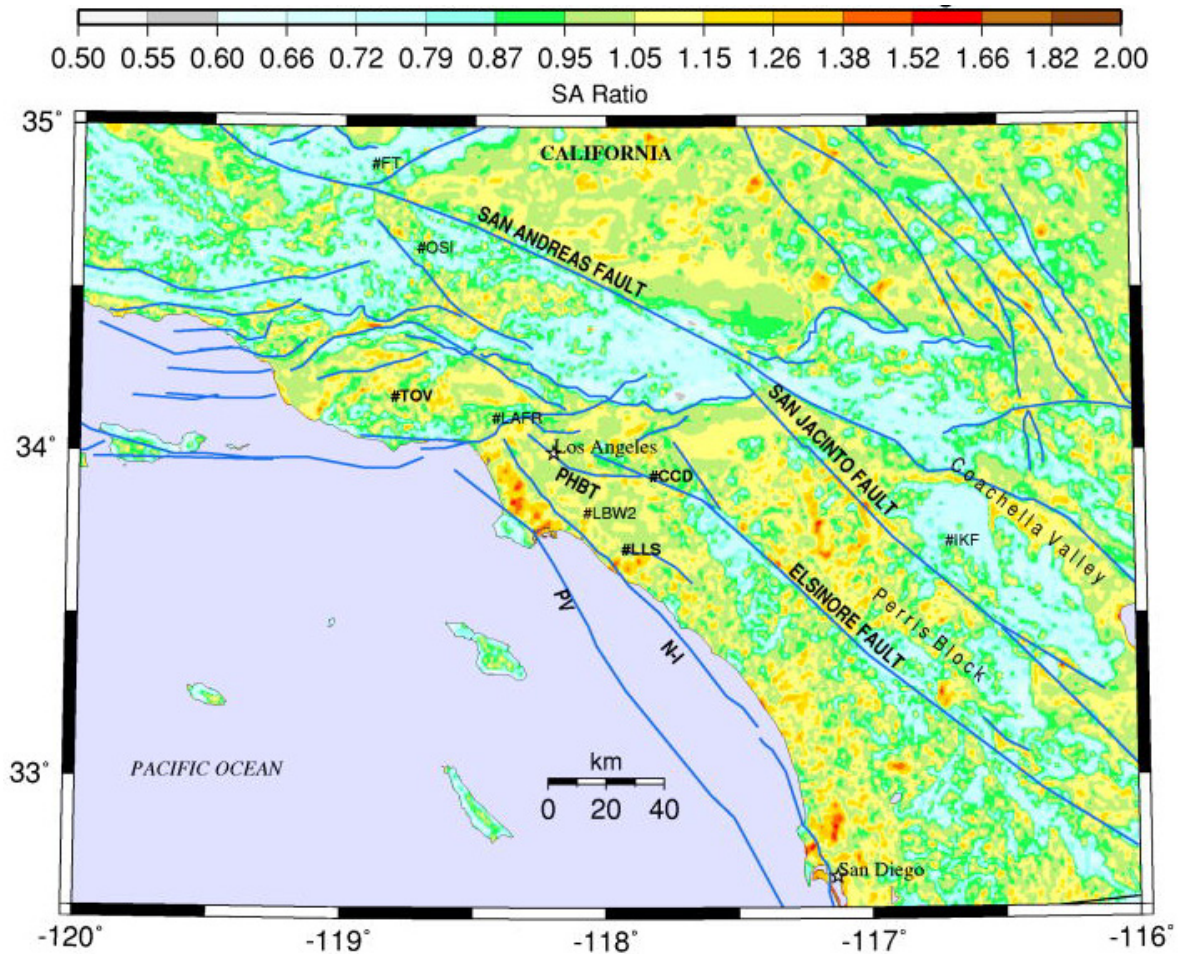 0.50 0.55 0.60 0.66 0.72 0.79 0.87 0.95 1.05 1.15 1.26 1.38 1.52 1.66 1.82 2.00
SA Ratio
35°
CALIFORNIA
#FT
SAN ANDREAS FAULT
#OSI
#TOV
#LAFR
SAN JACINTO FAULT
34°
Los Angeles
#CCD
PHBT
Coachella Valley
#LBW2
#IKF
#LLS
ELSINORE FAULT
PV
Perris Block
N-I
33°
PACIFIC OCEAN
km
0 20 40
San Diego
-120° -119° -118° -117° -116°